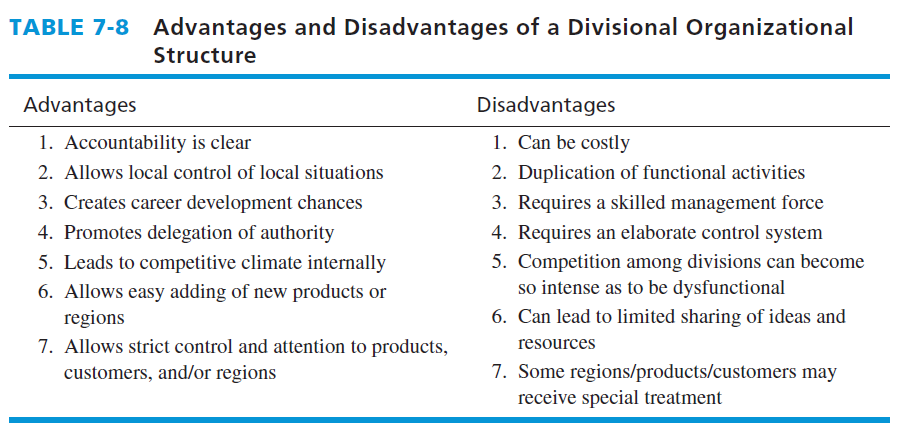 TABLE 7-8 Advantages and Disadvantages of a Divisional Organizational
Structure
Advantages
1. Accountability is clear
2. Allows local control of local situations
3. Creates career development chances
4. Promotes delegation of authority
5. Leads to competitive climate internally
6. Allows easy adding of new products or
regions
7. Allows strict control and attention to products,
customers, and/or regions
Disadvantages
1. Can be costly
2. Duplication of functional activities
3. Requires a skilled management force
4. Requires an elaborate control system
5. Competition among divisions can become
so intense as to be dysfunctional
6. Can lead to limited sharing of ideas and
resources
7. Some regions/products/customers may
receive special treatment